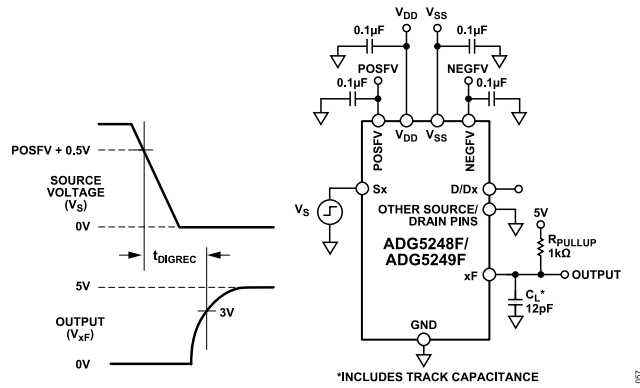 POSFV + 0.5V
SOURCE
VOLTAGE
(VS)
0V
tDIGREC
5V
OUTPUT
(VxF)
0V
3V
VDD
VSS
0.1µF
0.1µF
POSFV
NEGFV
0.1µF
0.1µF
POSFV
VDD
VSS
NEGFV
VS
Sx
D/Dx
OTHER SOURCE/
DRAIN PINS
ADG5248F/
ADG5249F
xF
5V
RPULLUP
1kΩ
OUTPUT
CL*
12pF
GND
*INCLUDES TRACK CAPACITANCE
057